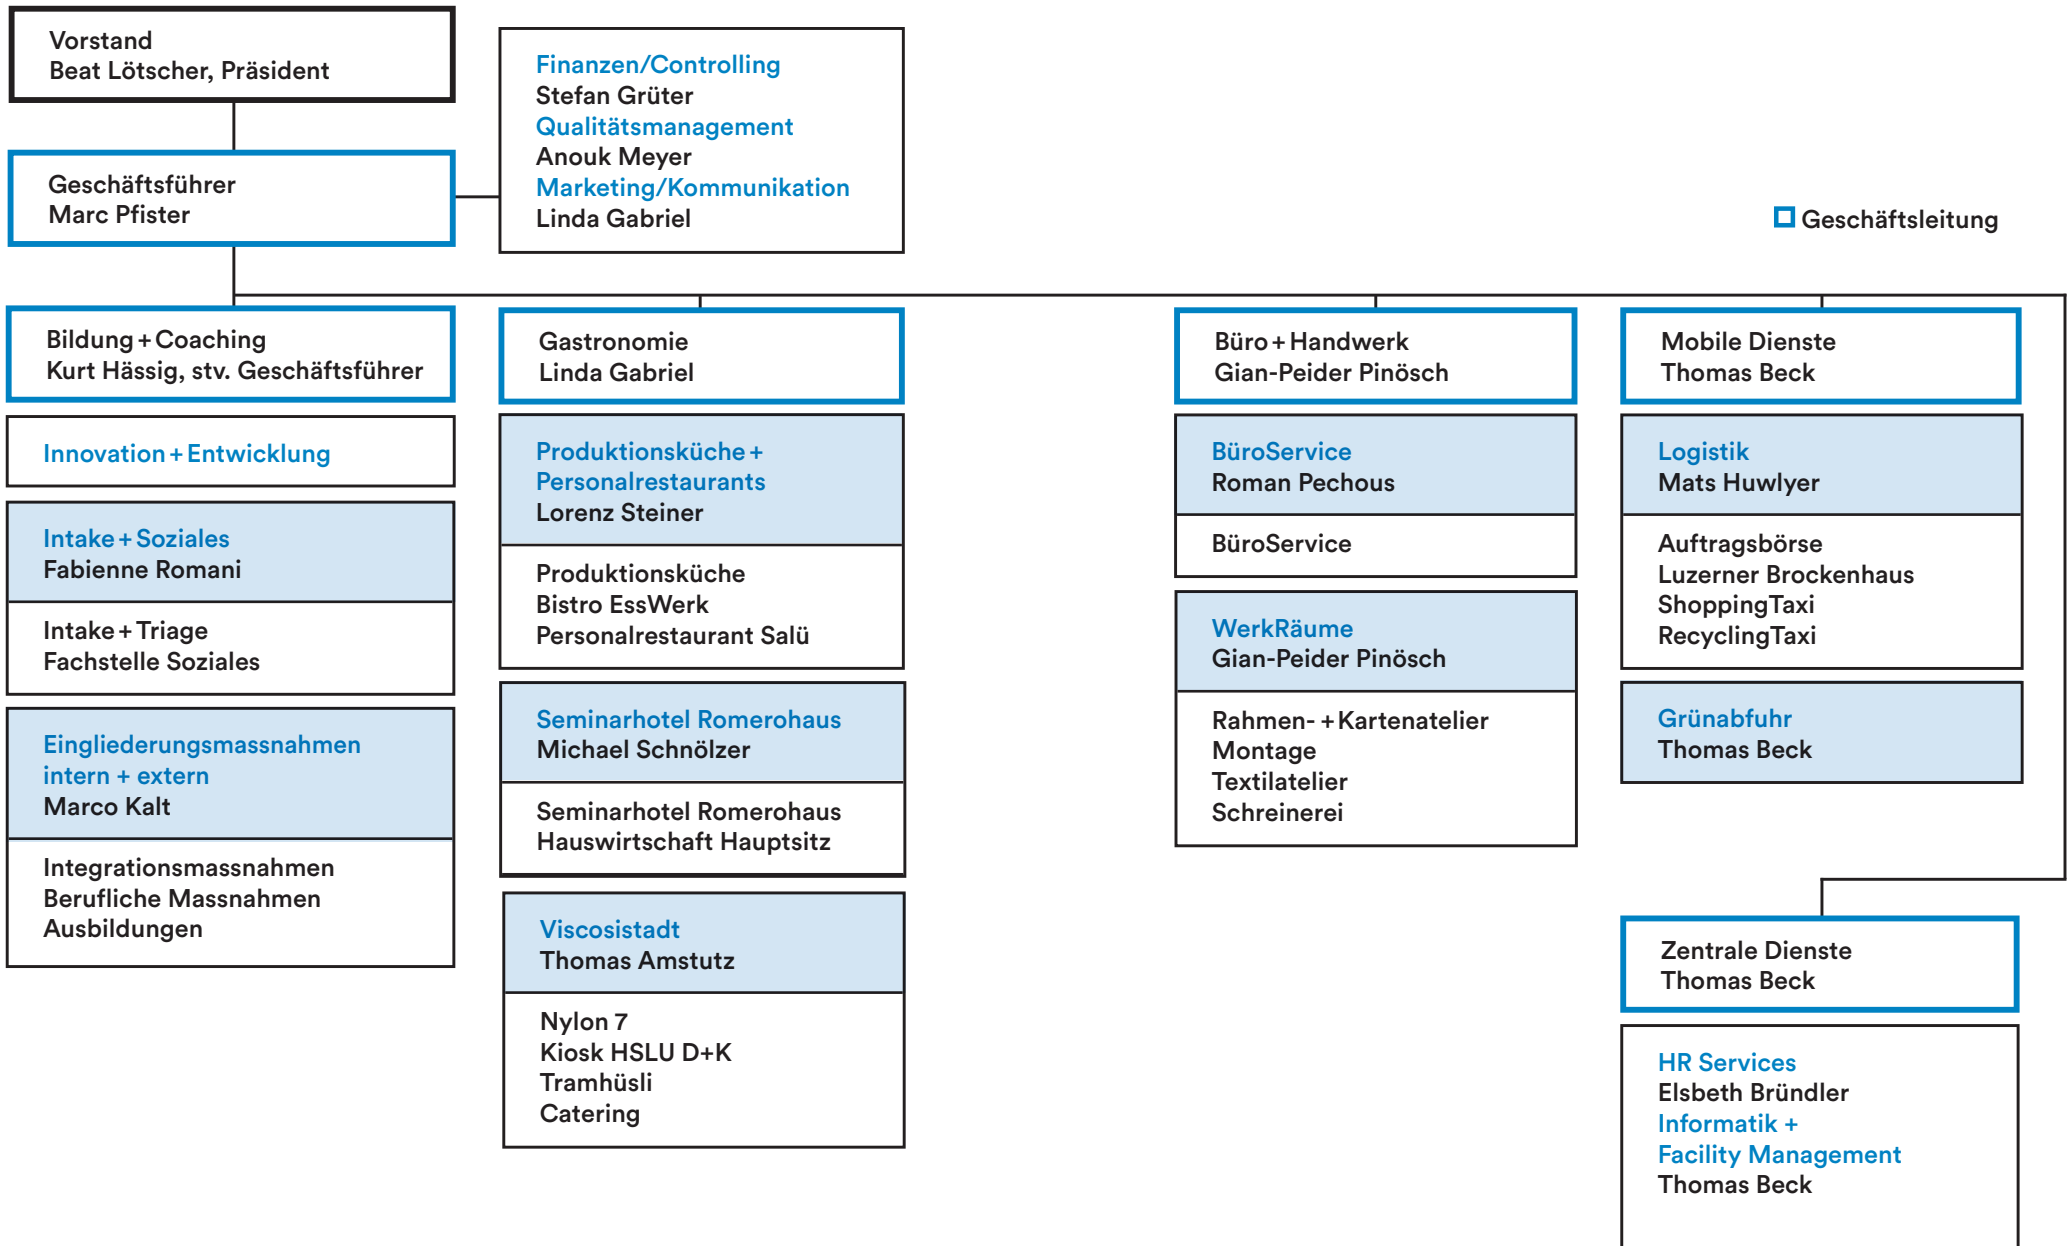 Vorstand
Beat Lötscher, Präsident
Finanzen/Controlling
Stefan Grüter
Qualitätsmanagement
Anouk Meyer
Marketing/Kommunikation
Linda Gabriel
Geschäftsführer
Marc Pfister
Geschäftsleitung
Bildung + Coaching
Kurt Hässig, stv. Geschäftsführer
Innovation + Entwicklung
Intake + Soziales
Fabienne Romani
Intake + Triage
Fachstelle Soziales
Eingliederungsmassnahmen
intern + extern
Marco Kalt
Integrationsmassnahmen
Berufliche Massnahmen
Ausbildungen
Gastronomie
Linda Gabriel
Produktionsküche +
Personalrestaurants
Lorenz Steiner
Produktionsküche
Bistro EssWerk
Personalrestaurant Salü
Seminarhotel Romerohaus
Michael Schnölzer
Seminarhotel Romerohaus
Hauswirtschaft Hauptsitz
Viscosistadt
Thomas Amstutz
Nylon 7
Kiosk HSLU D+K
Tramhüsli
Catering
Büro + Handwerk
Gian-Peider Pinösch
BüroService
Roman Pechous
BüroService
WerkRäume
Gian-Peider Pinösch
Rahmen- + Kartenatelier
Montage
Textilatelier
Schreinerei
Mobile Dienste
Thomas Beck
Logistik
Mats Huwlyer
Auftragsbörse
Luzerner Brockenhaus
ShoppingTaxi
RecyclingTaxi
Grünabfuhr
Thomas Beck
Zentrale Dienste
Thomas Beck
HR Services
Elsbeth Bründler
Informatik +
Facility Management
Thomas Beck